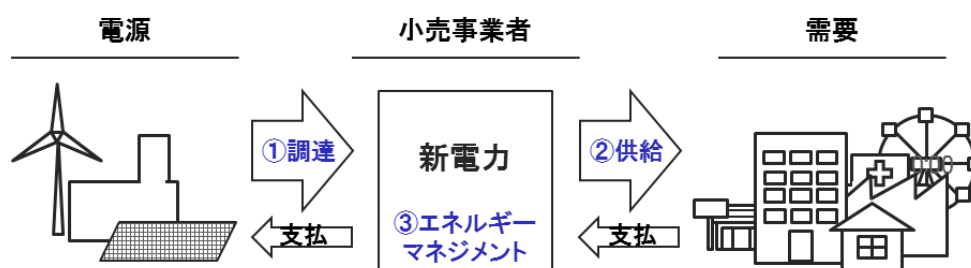 電源
小売事業者
需要
①調達
新電力
②供給
支払
③エネルギー
マネジメント
支払